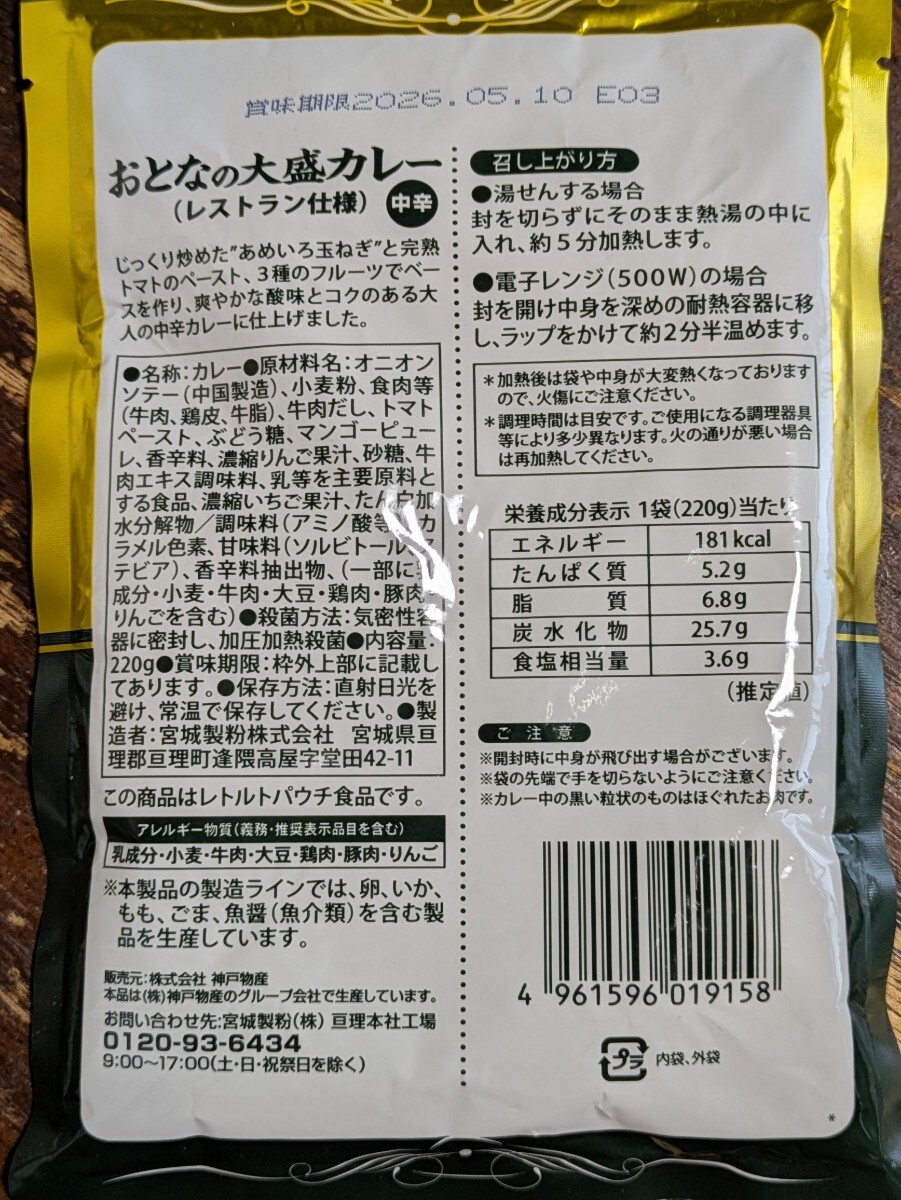 賞味期限2026.05.10 E03
おとなの大盛カレー
(レストラン仕様) 中辛
じっくり炒めた"あめいろ玉ねぎ"と完熟
トマトのペースト、3種のフルーツでベー
スを作り、爽やかな酸味とコクのある大
人の中辛カレーに仕上げました。
●名称:カレー●原材料名:オニオン
ソテー(中国製造)、小麦粉、食肉等
(牛肉、鶏皮、牛脂)、牛肉だし、トマト
ペースト、ぶどう糖、マンゴーピュー
レ、香辛料、濃縮りんご果汁、砂糖、牛
肉エキス調味料、乳等を主要原料と
する食品、濃縮いちご果汁、たん白加
水分解物/調味料(アミノ酸等)、カ
ラメル色素、甘味料(ソルビトール、ス
テビア)、香辛料抽出物、(一部に乳
成分・小麦・牛肉・大豆・鶏肉・豚肉・
りんごを含む)●殺菌方法:気密性容
器に密封し、加圧加熱殺菌●内容量:
220g●賞味期限:枠外上部に記載し
てあります。●保存方法:直射日光を
避け、常温で保存してください。●製
造者:宮城製粉株式会社 宮城県亘
理郡亘理町逢隈高屋字堂田42-11
この商品はレトルトパウチ食品です。
アレルギー物質(義務・推奨表示品目を含む)
乳成分・小麦・牛肉・大豆・鶏肉・豚肉・りんご
※本製品の製造ラインでは、卵、いか、
もも、ごま、魚醤(魚介類)を含む製
品を生産しています。
販売元:株式会社 神戸物産
本品は(株)神戸物産のグループ会社で生産しています。
お問い合わせ先:宮城製粉(株) 亘理本社工場
0120-93-6434
9:00〜17:00(土・日・祝祭日を除く)
召し上がり方
●湯せんする場合
封を切らずにそのまま熱湯の中に
入れ、約5分加熱します。
●電子レンジ(500W)の場合
封を開け中身を深めの耐熱容器に移
し、ラップをかけて約2分半温めます。
*加熱後は袋や中身が大変熱くなっております
ので、火傷にご注意ください。
*調理時間は目安です。ご使用になる調理器具
等により多少異なります。火の通りが悪い場合
は再加熱してください。
栄養成分表示 1袋(220g)当たり
エネルギー 181kcal
たんぱく質 5.2g
脂質 6.8g
炭水化物 25.7g
食塩相当量 3.6g
(推定値)
ご注意
※開封時に中身が飛び出す場合がございます。
※袋の先端で手を切らないようにご注意ください。
※カレー中の黒い粒状のものはほぐれたお肉です。
4 961596 019158
プラ 内袋、外袋
*